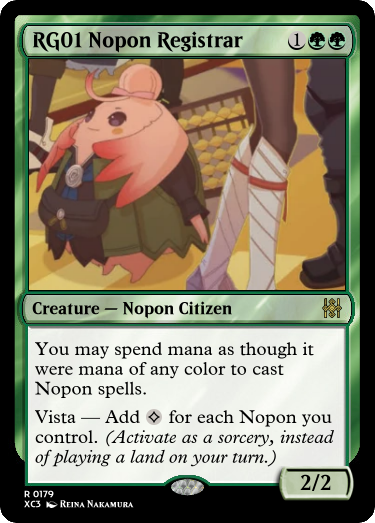 RG01 Nopon Registrar 1
Creature — Nopon Citizen
You may spend mana as though it
were mana of any color to cast
Nopon spells.
Vista — Add for each Nopon you
control. (Activate as a sorcery, instead
of playing a land on your turn.)
2/2
R 0179
XC3 Reina Nakamura